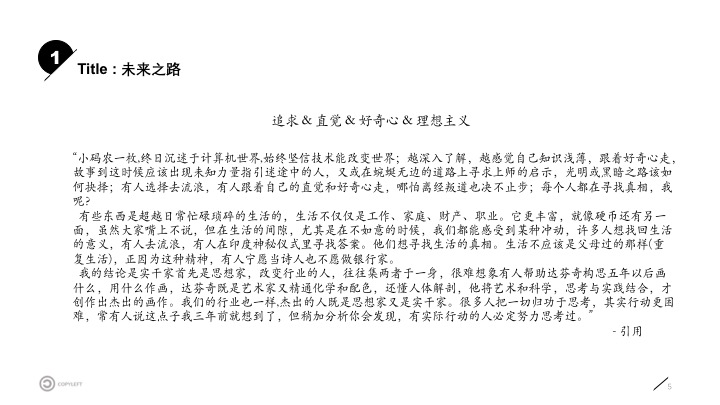 1
Title：未来之路
追求 & 直觉 & 好奇心 & 理想主义
“小码农一枚,终日沉迷于计算机世界,始终坚信技术能改变世界；越深入了解，越感觉自己知识浅薄，跟着好奇心走，
故事到这时候应该出现未知力量指引迷途中的人，又或在蜿蜒无边的道路上寻求上师的启示，光明或黑暗之路该如
何抉择；有人选择去流浪，有人跟着自己的直觉和好奇心走，哪怕离经叛道也决不止步；每个人都在寻找真相，我
呢?
有些东西是超越日常忙碌琐碎的生活的，生活不仅仅是工作、家庭、财产、职业。它更丰富，就像硬币还有另一
面，虽然大家嘴上不说，但在生活的间隙，尤其是在不如意的时候，我们都能感受到某种冲动，许多人想找回生活
的意义，有人去流浪，有人在印度神秘仪式里寻找答案。他们想寻找生活的真相。生活不应该是父母过的那样(重
复生活)，正因为这种精神，有人宁愿当诗人也不愿做银行家。
我的结论是实干家首先是思想家，改变行业的人，往往集两者于一身，很难想象有人帮助达芬奇构思五年以后画
什么，用什么作画，达芬奇既是艺术家又精通化学和配色，还懂人体解剖，他将艺术和科学，思考与实践结合，才
创作出杰出的画作。我们的行业也一样,杰出的人既是思想家又是实干家。很多人把一切归功于思考，其实行动更困
难，常有人说这点子我三年前就想到了，但稍加分析你会发现，有实际行动的人必定努力思考过。”
- 引用
COPYLEFT
5